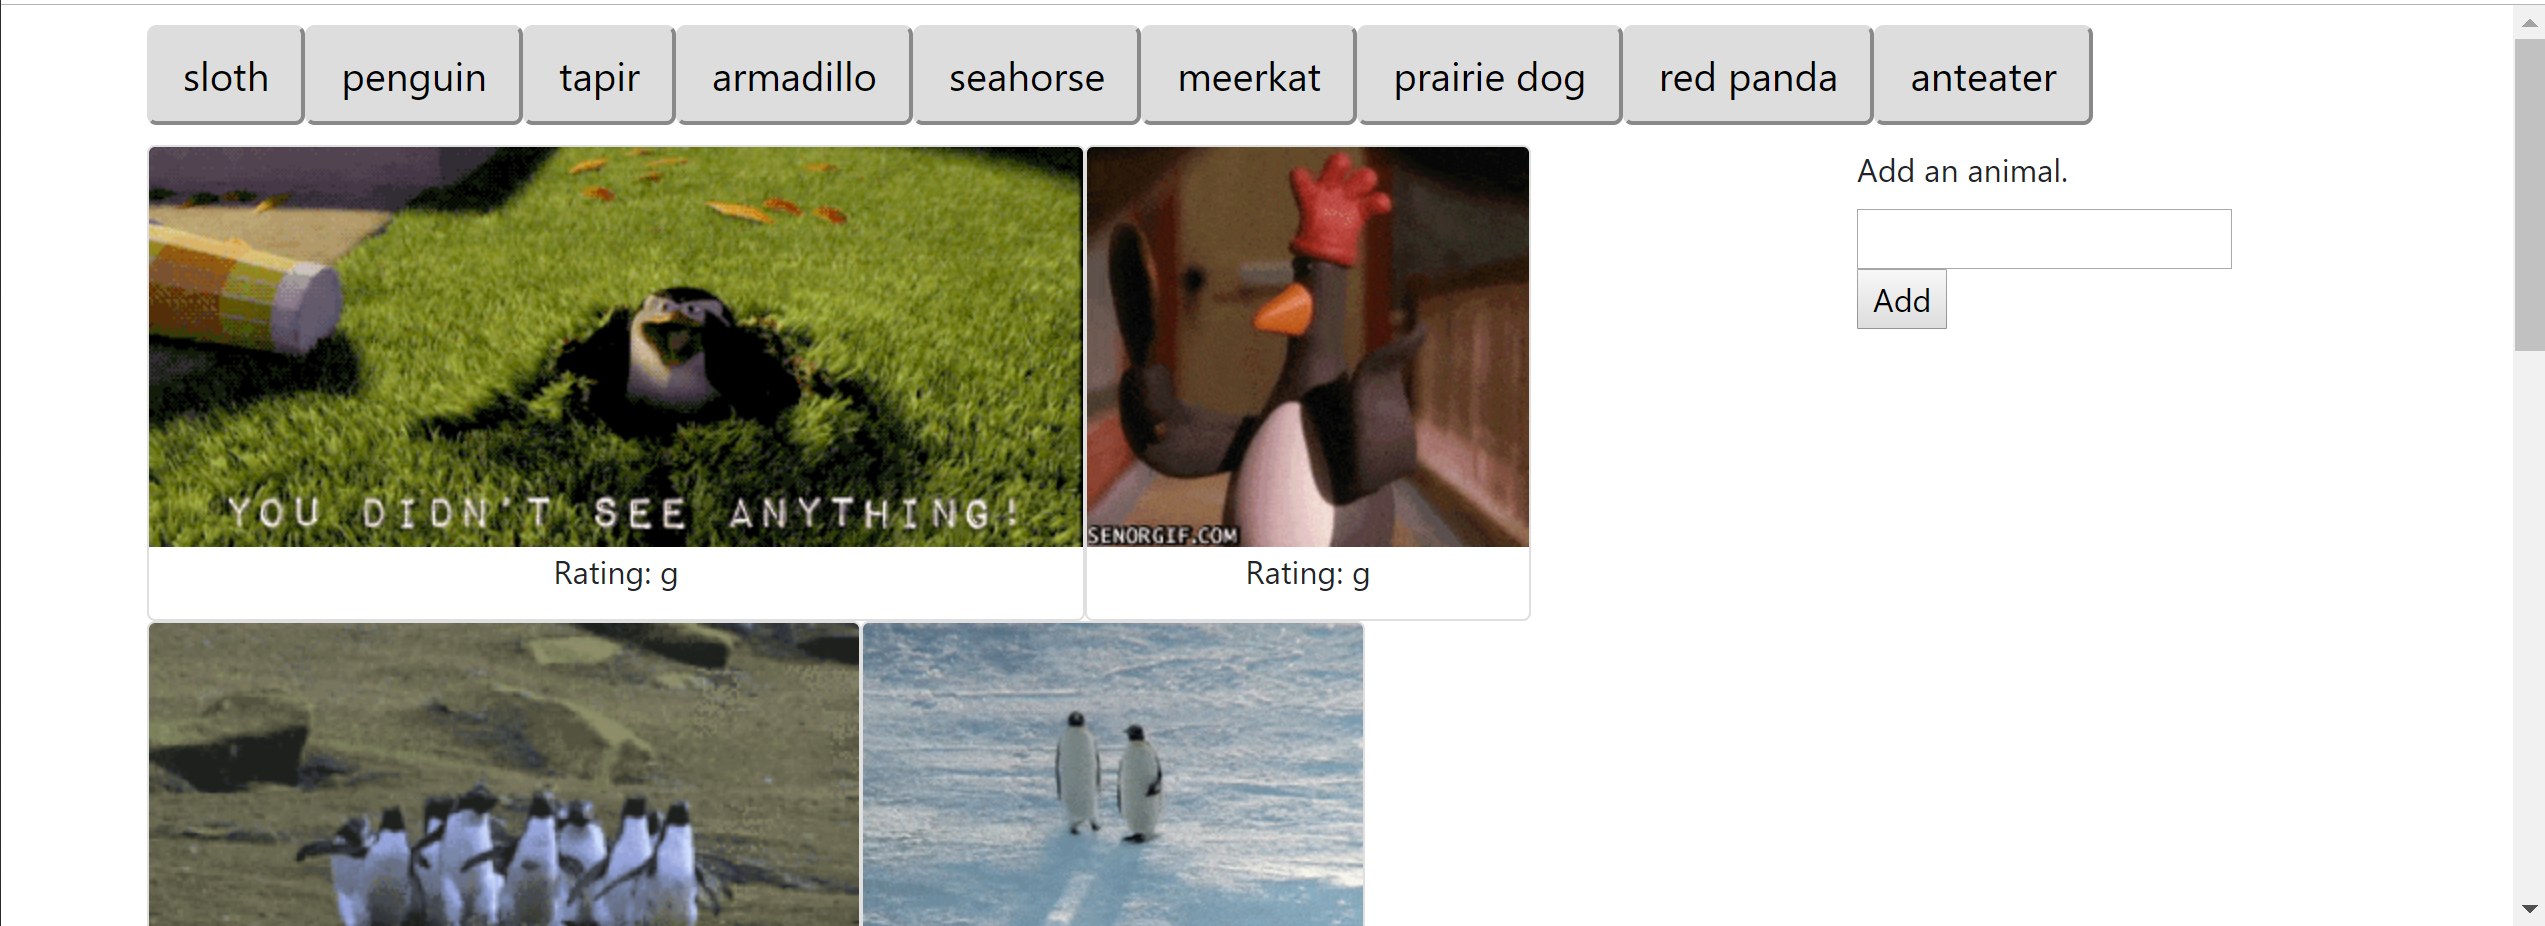 sloth penguin tapir armadillo seahorse meerkat prairie dog red panda anteater
Add an animal.
Add
YOU DIDN'T SEE ANYTHING!
SENORGIF.COM
Rating: g
Rating: g